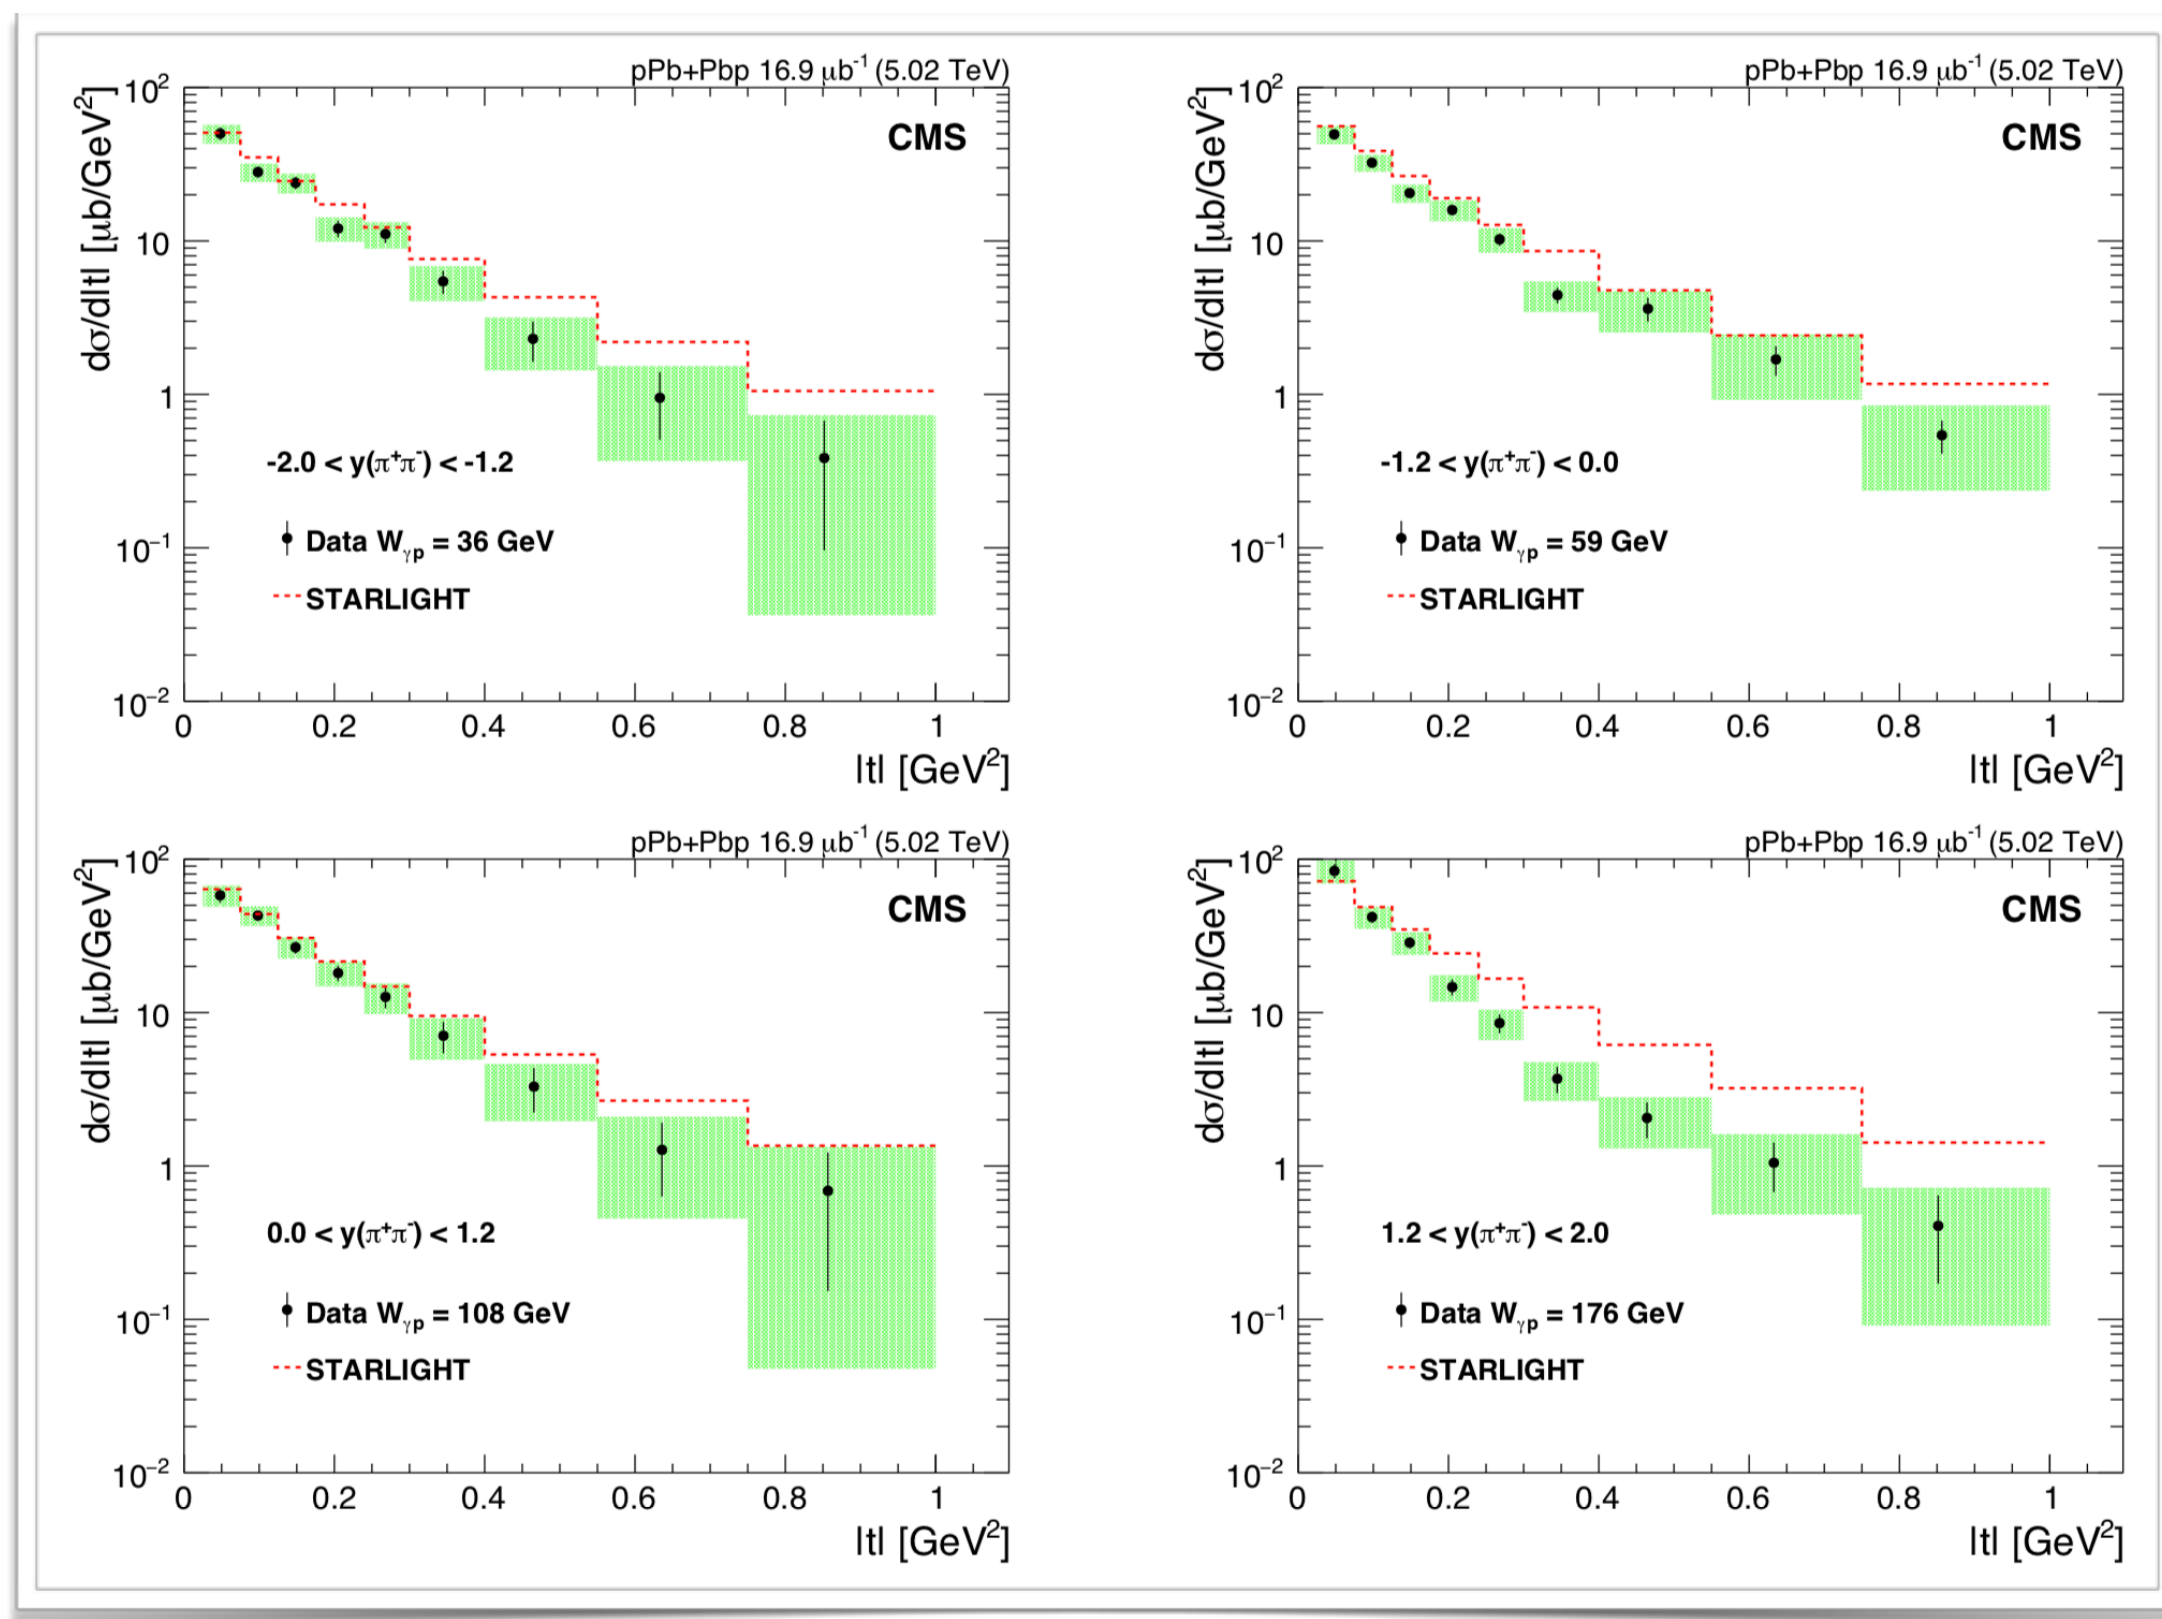 pPb+Pbp 16.9 μb⁻¹ (5.02 TeV)
dσ/d|t| [μb/GeV²]
10²
10
1
10⁻¹
10⁻²
CMS
-2.0 < y(π⁺π⁻) < -1.2
Data Wγp = 36 GeV
STARLIGHT
0 0.2 0.4 0.6 0.8 1
|t| [GeV²]
pPb+Pbp 16.9 μb⁻¹ (5.02 TeV)
dσ/d|t| [μb/GeV²]
10²
10
1
10⁻¹
10⁻²
CMS
-1.2 < y(π⁺π⁻) < 0.0
Data Wγp = 59 GeV
STARLIGHT
0 0.2 0.4 0.6 0.8 1
|t| [GeV²]
pPb+Pbp 16.9 μb⁻¹ (5.02 TeV)
dσ/d|t| [μb/GeV²]
10²
10
1
10⁻¹
10⁻²
CMS
0.0 < y(π⁺π⁻) < 1.2
Data Wγp = 108 GeV
STARLIGHT
0 0.2 0.4 0.6 0.8 1
|t| [GeV²]
pPb+Pbp 16.9 μb⁻¹ (5.02 TeV)
dσ/d|t| [μb/GeV²]
10²
10
1
10⁻¹
10⁻²
CMS
1.2 < y(π⁺π⁻) < 2.0
Data Wγp = 176 GeV
STARLIGHT
0 0.2 0.4 0.6 0.8 1
|t| [GeV²]